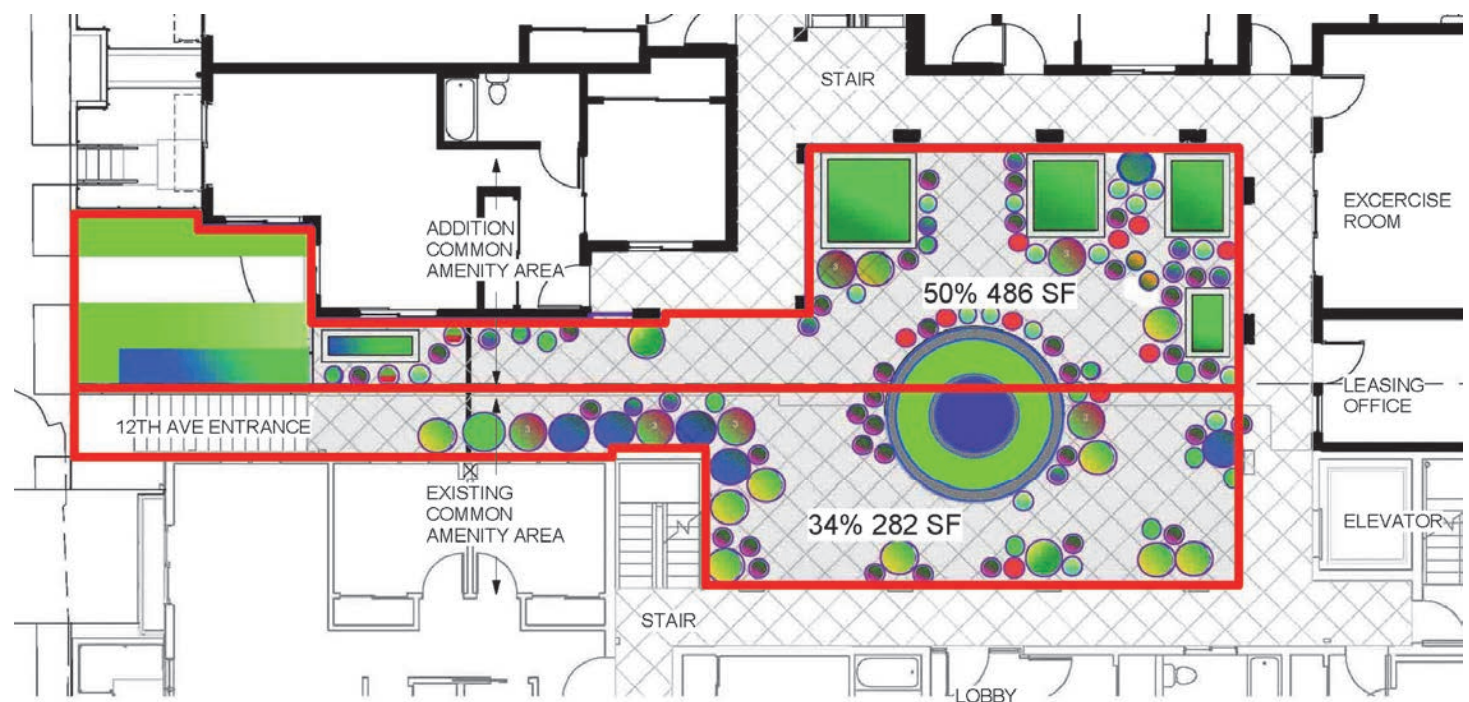 STAIR
ADDITION
COMMON
AMENITY AREA
EXCERCISE
ROOM
50% 486 SF
LEASING
OFFICE
12TH AVE ENTRANCE
EXISTING
COMMON
AMENITY AREA
34% 282 SF
ELEVATOR
STAIR
LOBBY